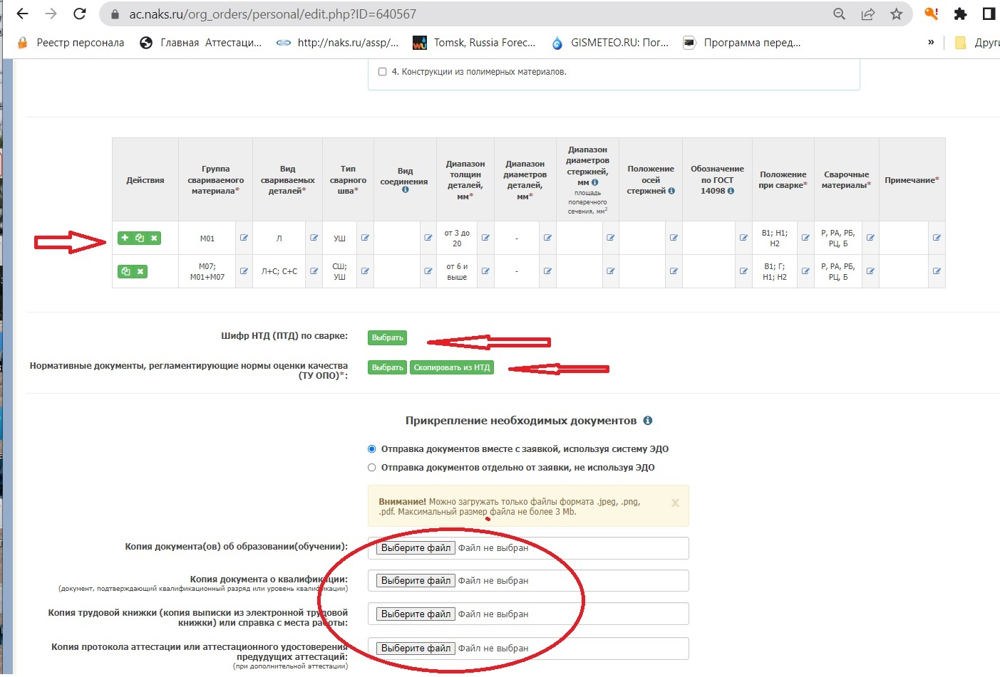 ac.naks.ru/org_orders/personal/edit.php?ID=640567
Реестр персонала Главная Аттестаци... http://naks.ru/assp/... Tomsk, Russia Forec... GISMETEO.RU: Пог... Программа перед... » Други
4. Конструкции из полимерных материалов.
Действия
Группа
свариваемого
материала*
Вид
свариваемых
деталей*
Тип
сварного
шва*
Вид
соединения
Диапазон
толщин
деталей,
мм*
Диапазон
диаметров
деталей,
мм*
Диапазон
диаметров
стержней,
мм
площадь
поперечного
сечения, мм2
Положение
осей
стержней
Обозначение
по ГОСТ
14098
Положение
при сварке*
Сварочные
материалы*
Примечание*
М01
Л
УШ
от 3 до
20
-
В1; Н1;
Н2
Р, РА, РБ,
РЦ, Б
М07;
М01+М07
Л+С; С+С
СШ;
УШ
от 6 и
выше
-
В1; Г;
Н1; Н2
Р, РА, РБ,
РЦ, Б
Шифр НТД (ПТД) по сварке: Выбрать
Нормативные документы, регламентирующие нормы оценки качества
(ТУ ОПО)*:
Выбрать Скопировать из НТД
Прикрепление необходимых документов
Отправка документов вместе с заявкой, используя систему ЭДО
Отправка документов отдельно от заявки, не используя ЭДО
Внимание! Можно загружать только файлы формата .jpeg, .png,
.pdf. Максимальный размер файла не более 3 Mb.
x
Копия документа(ов) об образовании(обучении): Выберите файл Файл не выбран
Копия документа о квалификации:
(документ, подтверждающий квалификационный разряд или уровень квалификации)
Выберите файл Файл не выбран
Копия трудовой книжки (копия выписки из электронной трудовой
книжки) или справка с места работы:
Выберите файл Файл не выбран
Копия протокола аттестации или аттестационного удостоверения
предудущих аттестаций:
(при дополнительной аттестации)
Выберите файл Файл не выбран